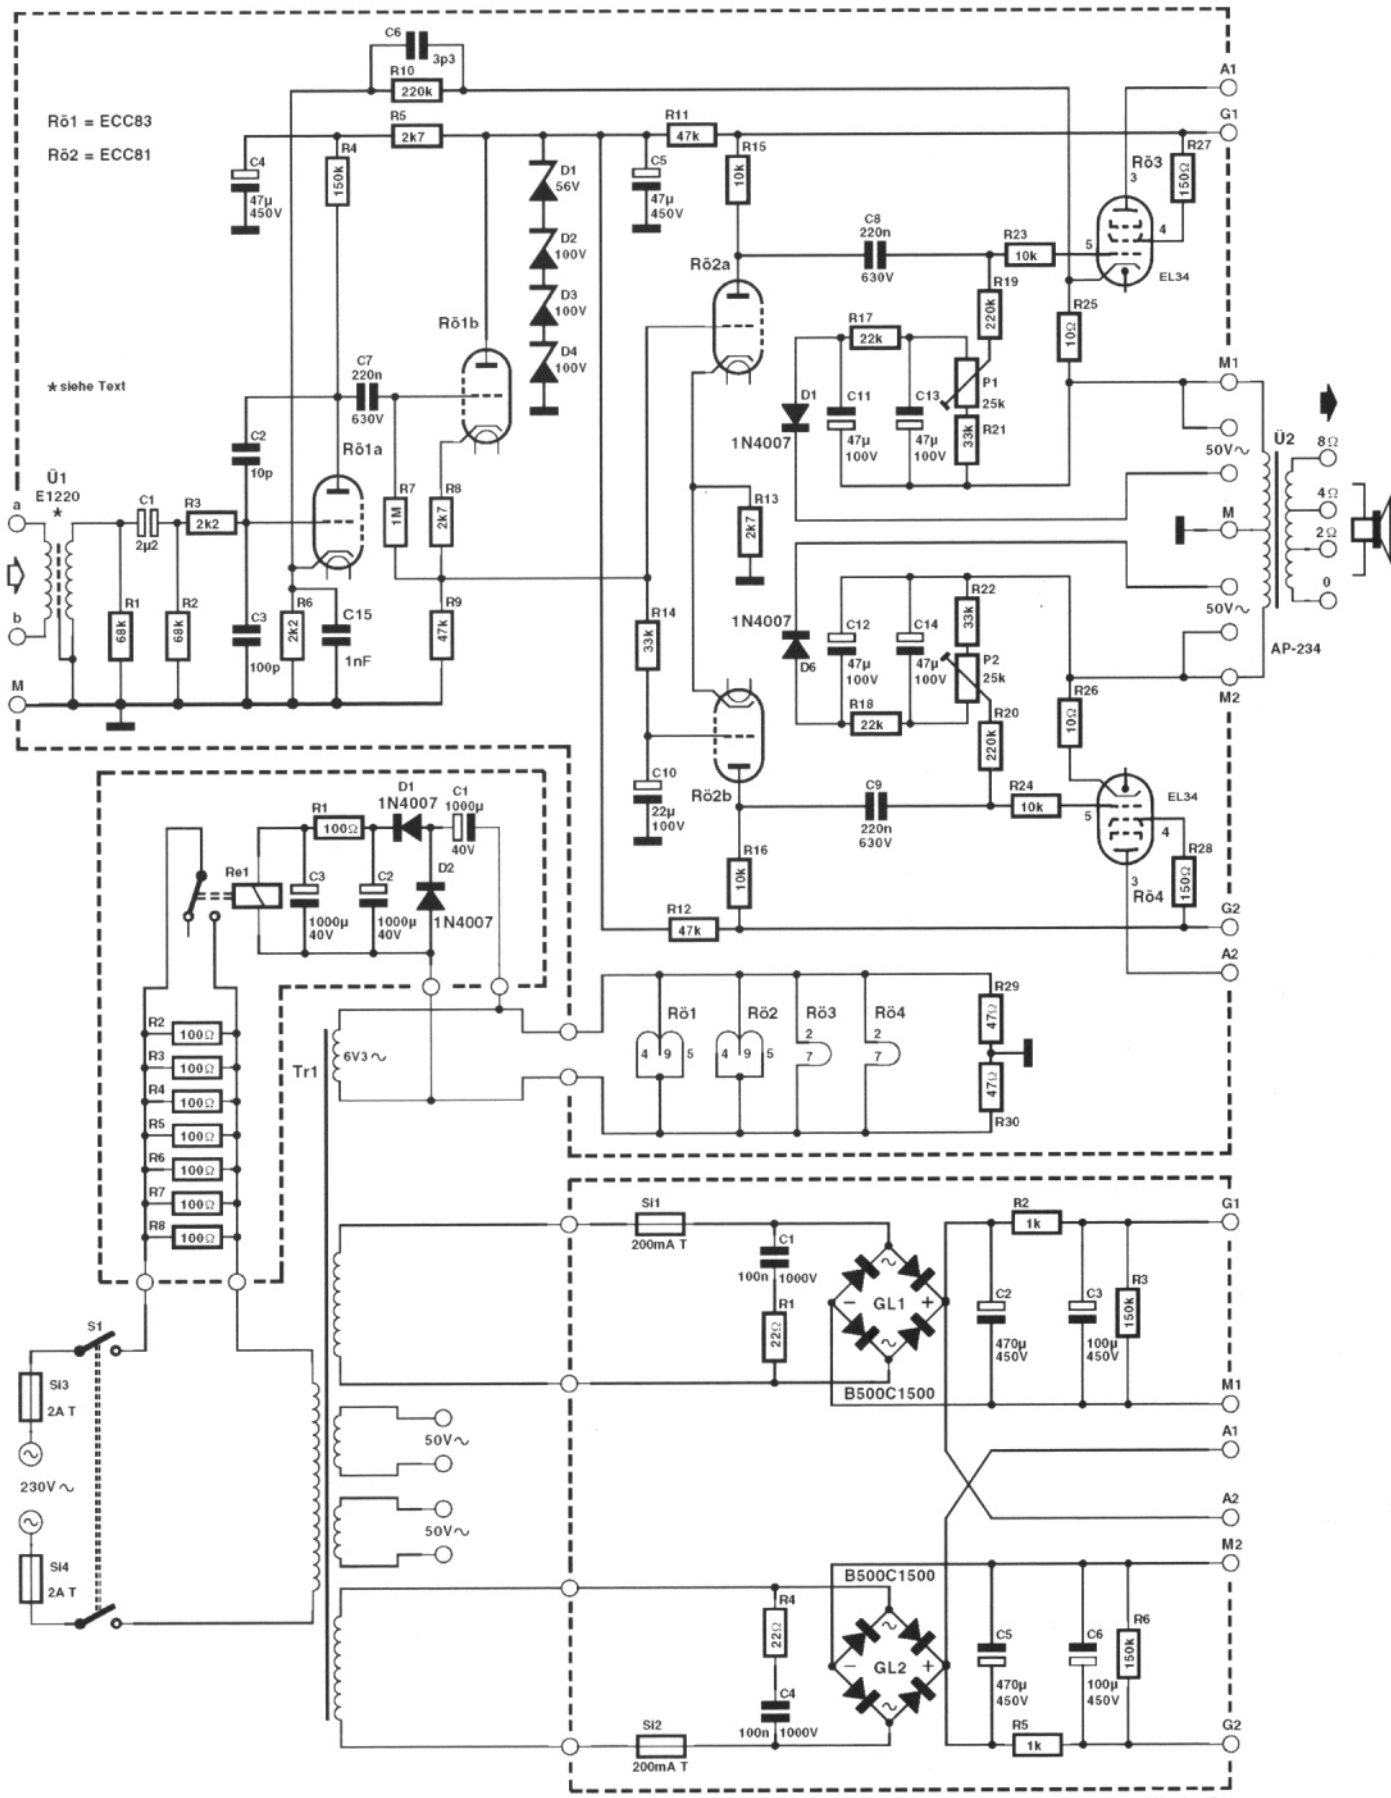 C6
3p3
R10
220k
A1
G1
Rö1 = ECC83
Rö2 = ECC81
R5
2k7
R11
47k
C4
47µ
450V
R4
150k
D1
56V
D2
100V
D3
100V
D4
100V
C5
47µ
450V
R15
10k
Rö3
3
4
5
R27
150Ω
EL34
C8
220n
630V
R23
10k
Rö2a
R19
220k
R25
10Ω
Rö1b
R17
22k
C7
220n
630V
✱ siehe Text
D1
1N4007
C11
47µ
100V
C13
47µ
100V
P1
25k
R21
33k
M1
50V~
Ü2
8Ω
4Ω
2Ω
0
C2
10p
Rö1a
Ü1
E1220
✱
a
C1
2µ2
R3
2k2
R7
1M
R8
2k7
R13
2k7
M
b
R1
68k
R2
68k
C3
100p
R6
2k2
C15
1nF
R9
47k
R14
33k
1N4007
D6
C12
47µ
100V
C14
47µ
100V
R22
33k
P2
25k
R18
22k
R20
220k
50V~
AP-234
M2
R26
10Ω
M
C10
22µ
100V
Rö2b
C9
220n
630V
R24
10k
EL34
5
4
3
Rö4
R28
150Ω
R16
10k
R12
47k
G2
A2
D1
1N4007
C1
1000µ
40V
R1
100Ω
Re1
C3
1000µ
40V
C2
1000µ
40V
D2
1N4007
Rö1
4 9 5
Rö2
4 9 5
Rö3
2
7
Rö4
2
7
R29
47Ω
47Ω
R30
R2
100Ω
R3
100Ω
R4
100Ω
R5
100Ω
R6
100Ω
R7
100Ω
R8
100Ω
Tr1
6V3~
Si1
200mA T
C1
100n 1000V
R1
22Ω
~
− GL1 +
~
B500C1500
R2
1k
C2
470µ
450V
C3
100µ
450V
R3
150k
G1
M1
A1
S1
Si3
2A T
~
230V~
~
Si4
2A T
50V~
50V~
A2
M2
B500C1500
R4
22Ω
C4
100n 1000V
~
− GL2 +
~
C5
470µ
450V
C6
100µ
450V
R6
150k
R5
1k
G2
Si2
200mA T